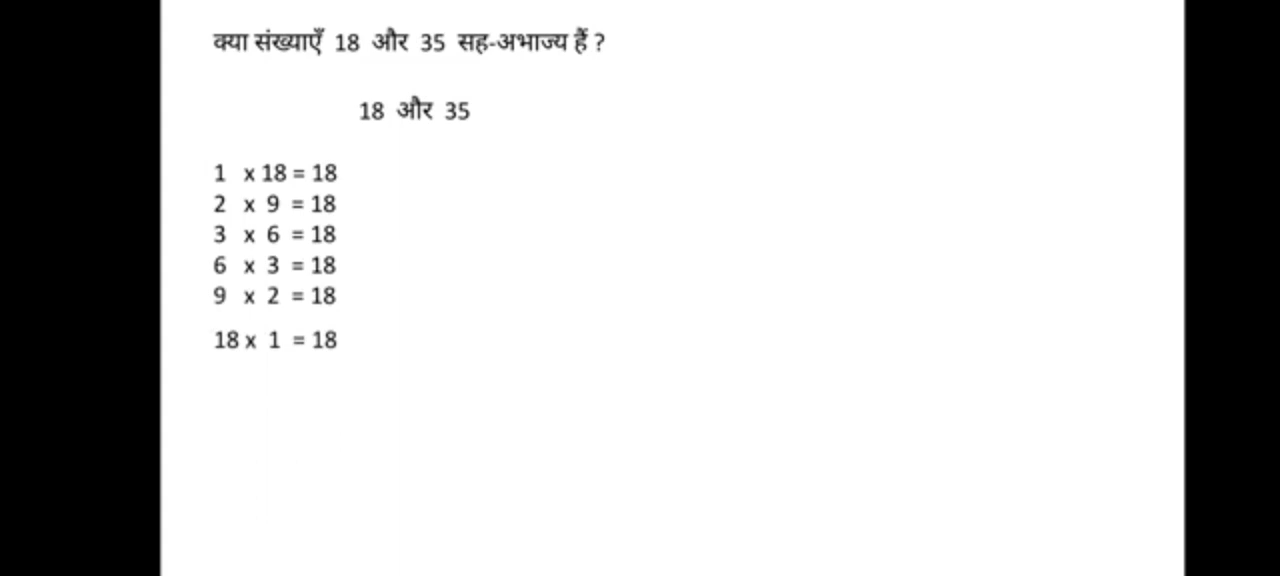 क्या संख्याएँ 18 और 35 सह-अभाज्य हैं ?
18 और 35
1 x 18 = 18
2 x 9 = 18
3 x 6 = 18
6 x 3 = 18
9 x 2 = 18
18 x 1 = 18